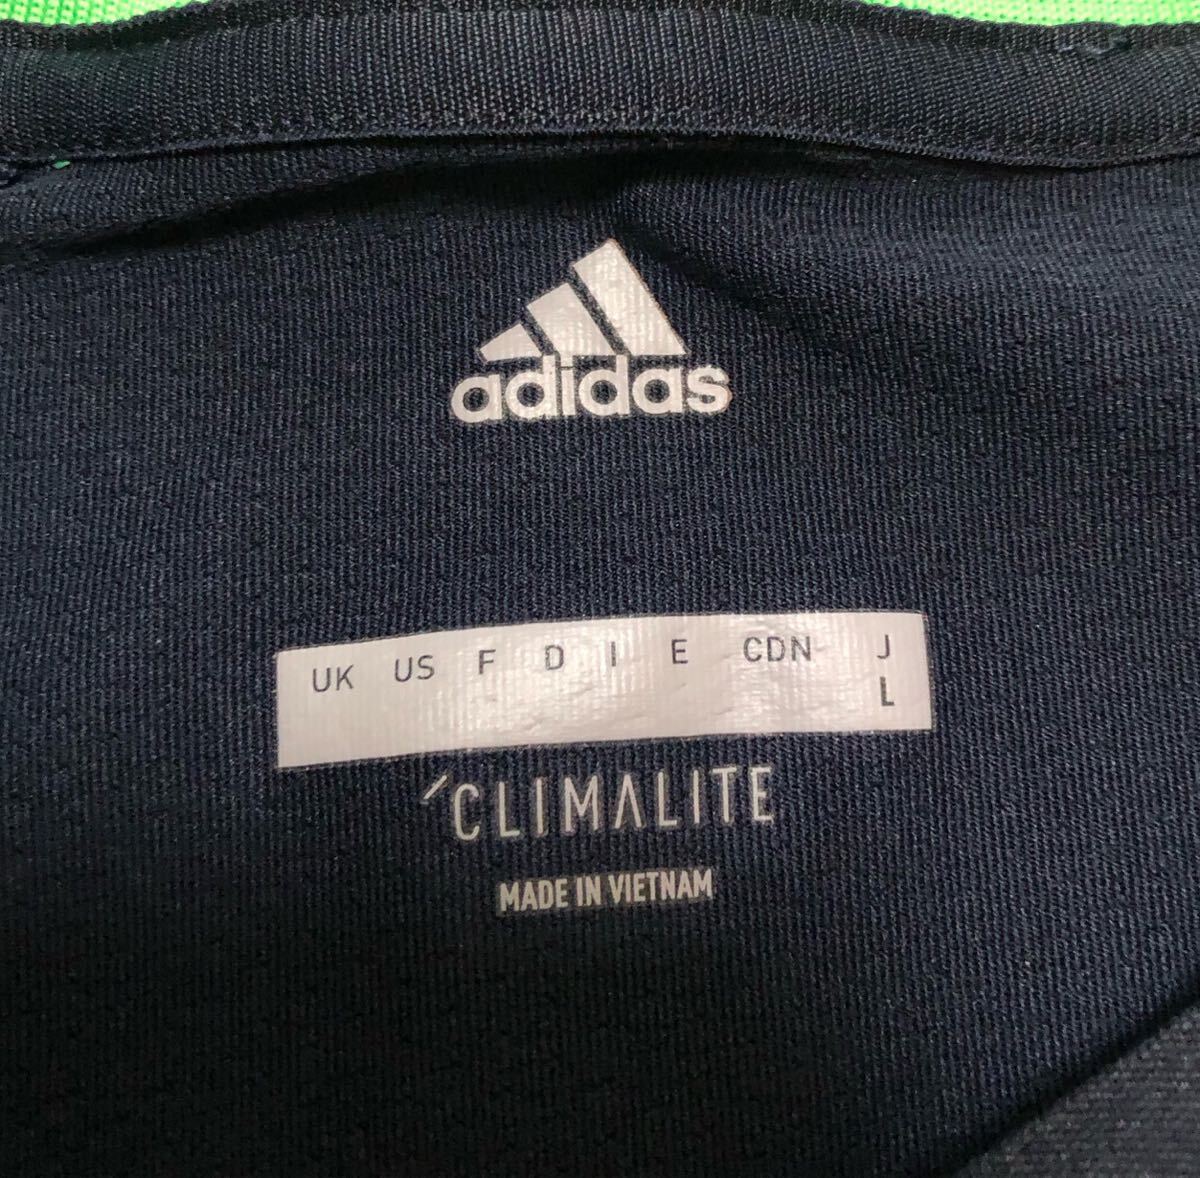 adidas
UK US F D I E CDN J
L
CLIMALITE
MADE IN VIETNAM